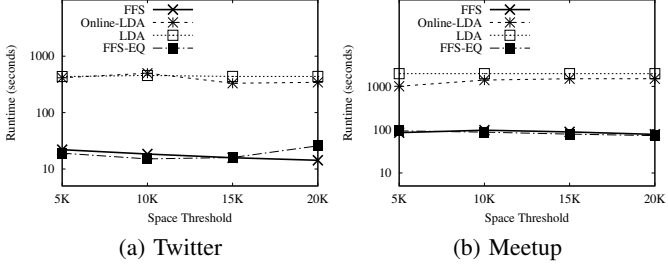 FFS
Online-LDA
LDA
FFS-EQ
1000
100
10
Runtime (seconds)
5K 10K 15K 20K
Space Threshold
(a) Twitter
FFS
Online-LDA
LDA
FFS-EQ
1000
100
10
Runtime (seconds)
5K 10K 15K 20K
Space Threshold
(b) Meetup